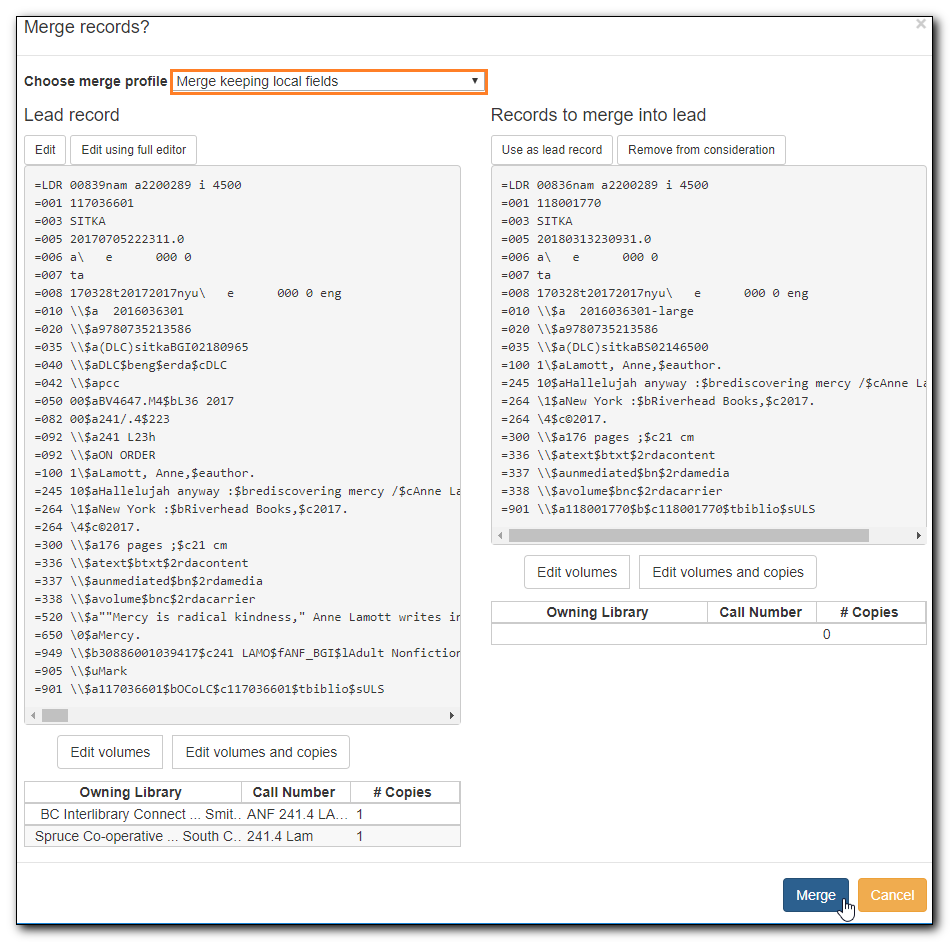 Merge records?
×
Choose merge profile Merge keeping local fields
Lead record
Edit Edit using full editor
=LDR 00839nam a2200289 i 4500
=001 117036601
=003 SITKA
=005 20170705222311.0
=006 a\   e      000 0
=007 ta
=008 170328t20172017nyu\   e      000 0 eng
=010 \\$a  2016036301
=020 \\$a9780735213586
=035 \\$a(DLC)sitkaBGI02180965
=040 \\$aDLC$beng$erda$cDLC
=042 \\$apcc
=050 00$aBV4647.M4$bL36 2017
=082 00$a241/.4$223
=092 \\$a241 L23h
=092 \\$aON ORDER
=100 1\$aLamott, Anne,$eauthor.
=245 10$aHallelujah anyway :$brediscovering mercy /$cAnne La
=264 \1$aNew York :$bRiverhead Books,$c2017.
=264 \4$c©2017.
=300 \\$a176 pages ;$c21 cm
=336 \\$atext$btxt$2rdacontent
=337 \\$aunmediated$bn$2rdamedia
=338 \\$avolume$bnc$2rdacarrier
=520 \\$a""Mercy is radical kindness," Anne Lamott writes in
=650 \0$aMercy.
=949 \\$b30886001039417$c241 LAMO$fANF_BGI$lAdult Nonfiction
=905 \\$uMark
=901 \\$a117036601$bOCoLC$c117036601$tbiblio$sULS
Edit volumes Edit volumes and copies
Owning Library Call Number # Copies
BC Interlibrary Connect ... Smit.. ANF 241.4 LA... 1
Spruce Co-operative ... South C.. 241.4 Lam 1
Records to merge into lead
Use as lead record Remove from consideration
=LDR 00836nam a2200289 i 4500
=001 118001770
=003 SITKA
=005 20180313230931.0
=006 a\   e      000 0
=007 ta
=008 170328t20172017nyu\   e      000 0 eng
=010 \\$a  2016036301-large
=020 \\$a9780735213586
=035 \\$a(DLC)sitkaBS02146500
=100 1\$aLamott, Anne,$eauthor.
=245 10$aHallelujah anyway :$brediscovering mercy /$cAnne La
=264 \1$aNew York :$bRiverhead Books,$c2017.
=264 \4$c©2017.
=300 \\$a176 pages ;$c21 cm
=336 \\$atext$btxt$2rdacontent
=337 \\$aunmediated$bn$2rdamedia
=338 \\$avolume$bnc$2rdacarrier
=901 \\$a118001770$b$c118001770$tbiblio$sULS
Edit volumes Edit volumes and copies
Owning Library Call Number # Copies
0
Merge Cancel